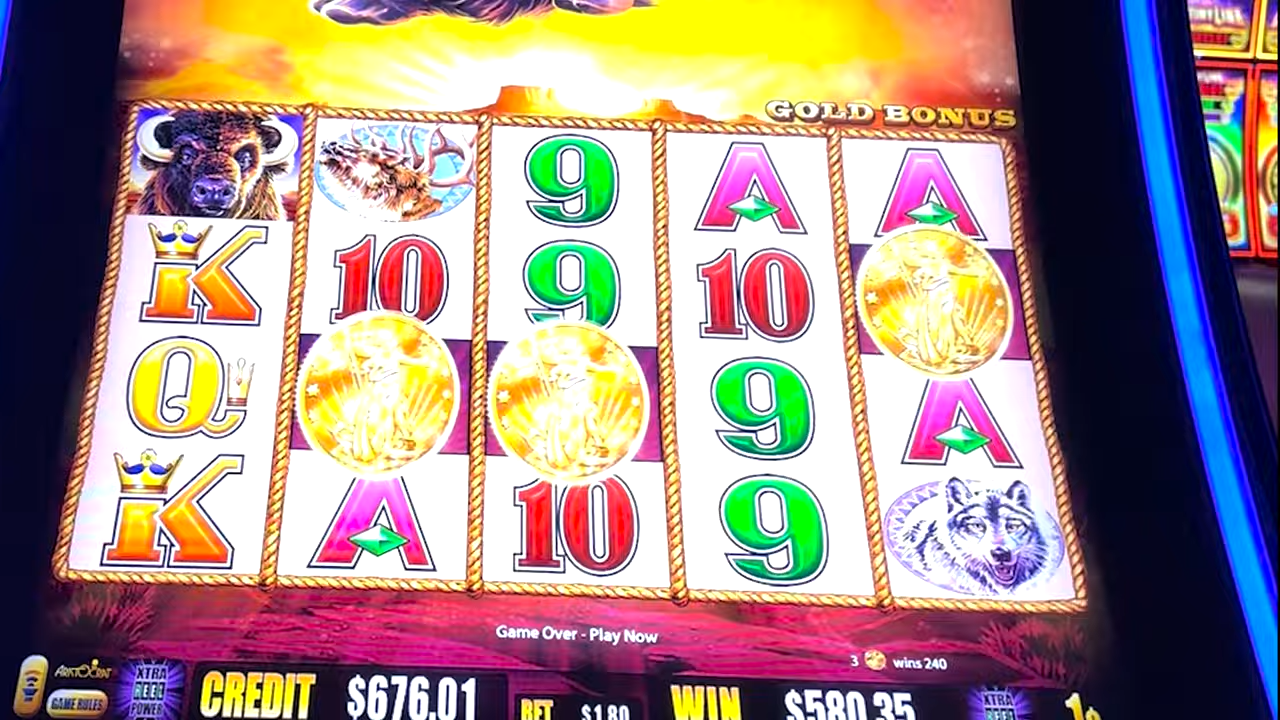 GOLD BONUS
9 A A
K 10 9 10
Q 9 A
K A 10 9
Game Over - Play Now
3 wins 240
ARISTOCRAT
GAME RULES
XTRA
REEL
POWER
CREDIT $676.01
BET $1.80
WIN $580.35
XTRA
REEL
1¢